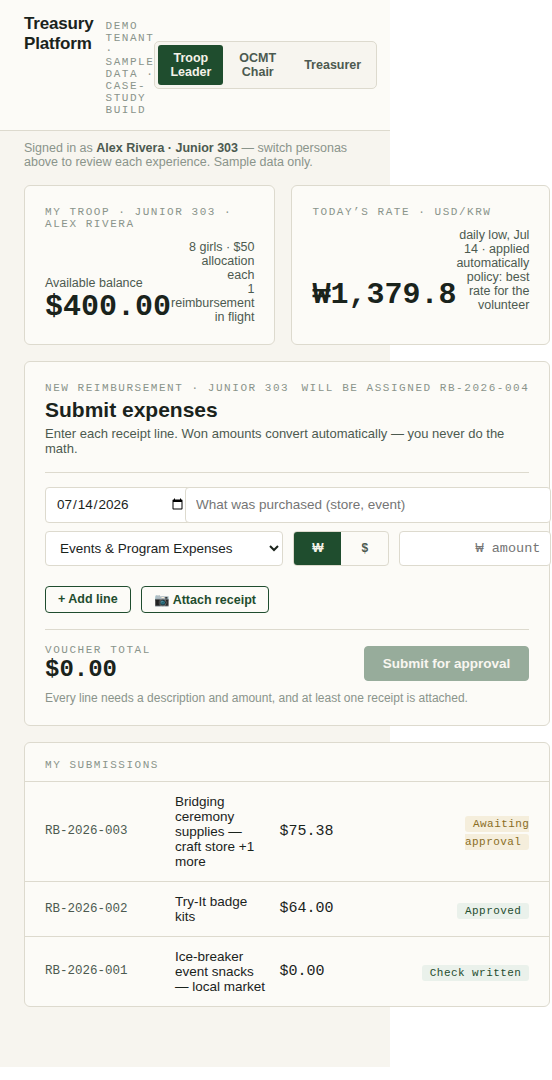 Treasury
Platform
DEMO
TENANT
·
SAMPLE
DATA ·
CASE-
STUDY
BUILD
Troop
Leader
OCMT
Chair
Treasurer
Signed in as Alex Rivera · Junior 303 — switch personas
above to review each experience. Sample data only.
MY TROOP · JUNIOR 303 ·
ALEX RIVERA
Available balance
$400.00
8 girls · $50
allocation
each
1
reimbursement
in flight
TODAY'S RATE · USD/KRW
₩1,379.8
daily low, Jul
14 · applied
automatically
policy: best
rate for the
volunteer
NEW REIMBURSEMENT · JUNIOR 303
WILL BE ASSIGNED RB-2026-004
Submit expenses
Enter each receipt line. Won amounts convert automatically — you never do the
math.
07/14/2026
What was purchased (store, event)
Events & Program Expenses
₩
$
₩ amount
+ Add line
📷 Attach receipt
VOUCHER TOTAL
$0.00
Submit for approval
Every line needs a description and amount, and at least one receipt is attached.
MY SUBMISSIONS
RB-2026-003
Bridging
ceremony
supplies —
craft store +1
more
$75.38
Awaiting
approval
RB-2026-002
Try-It badge
kits
$64.00
Approved
RB-2026-001
Ice-breaker
event snacks
— local market
$0.00
Check written